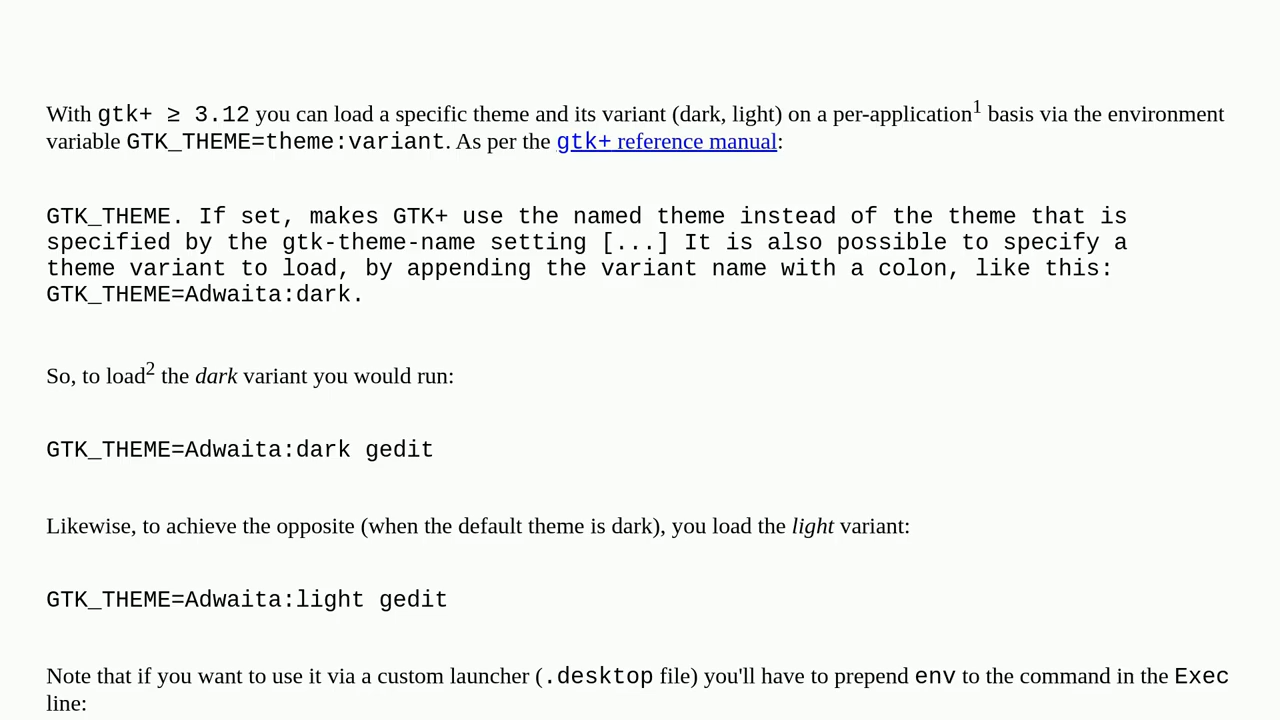 With gtk+ ≥ 3.12 you can load a specific theme and its variant (dark, light) on a per-application1 basis via the environment
variable GTK_THEME=theme:variant. As per the gtk+ reference manual:
GTK_THEME. If set, makes GTK+ use the named theme instead of the theme that is
specified by the gtk-theme-name setting [...] It is also possible to specify a
theme variant to load, by appending the variant name with a colon, like this:
GTK_THEME=Adwaita:dark.
So, to load2 the dark variant you would run:
GTK_THEME=Adwaita:dark gedit
Likewise, to achieve the opposite (when the default theme is dark), you load the light variant:
GTK_THEME=Adwaita:light gedit
Note that if you want to use it via a custom launcher (.desktop file) you'll have to prepend env to the command in the Exec
line: